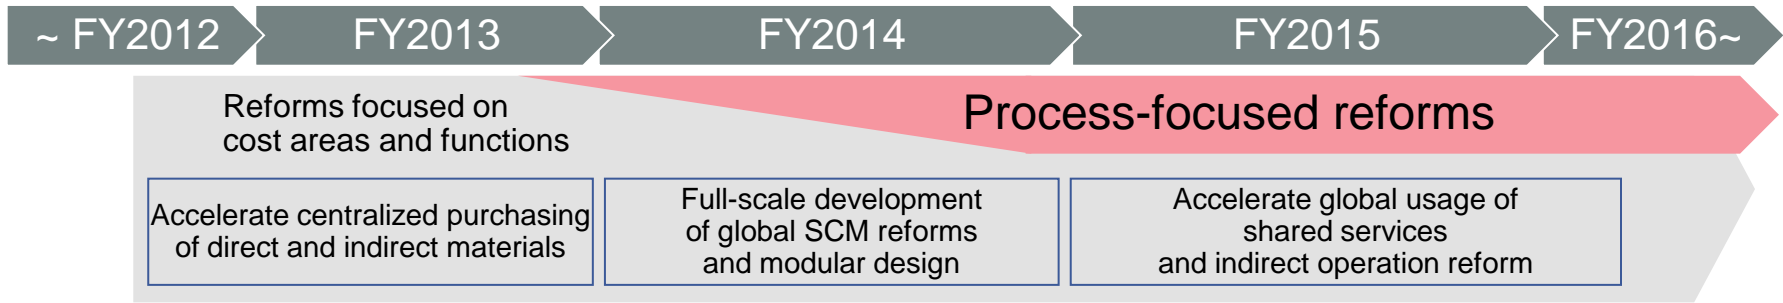 ~ FY2012
FY2013
FY2014
FY2015
FY2016~
Reforms focused on
cost areas and functions
Process-focused reforms
Accelerate centralized purchasing
of direct and indirect materials
Full-scale development
of global SCM reforms
and modular design
Accelerate global usage of
shared services
and indirect operation reform